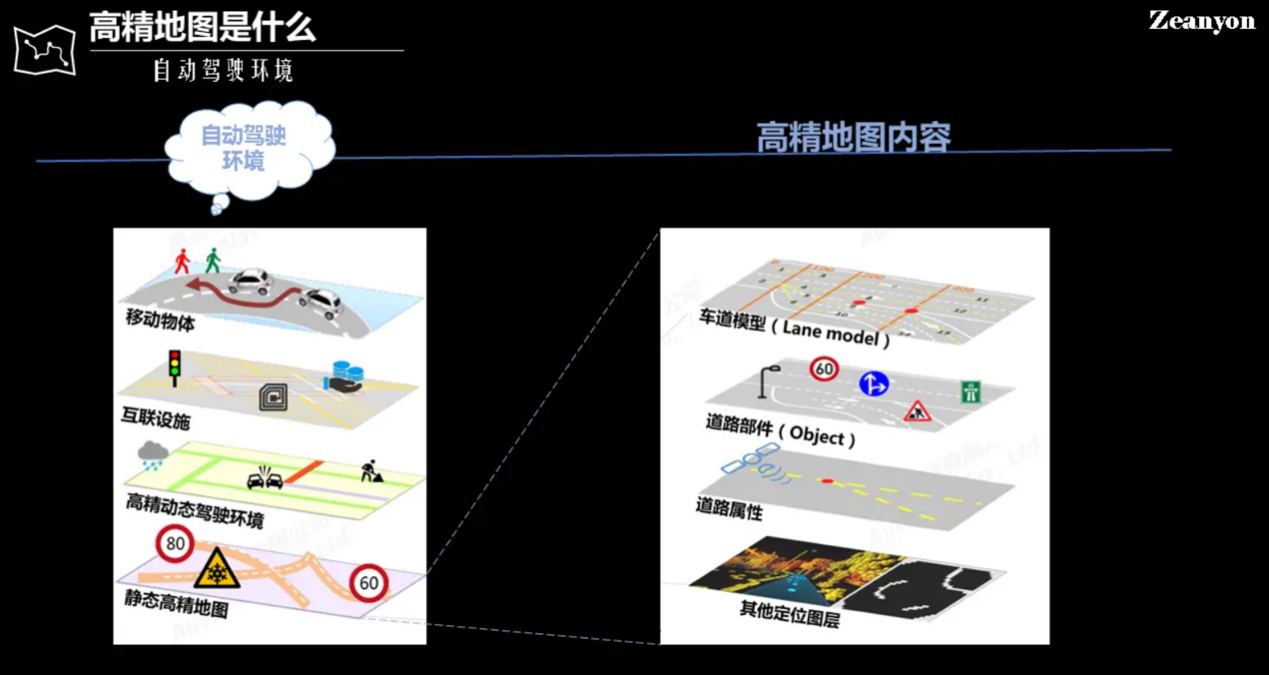 高精地图是什么
自动驾驶环境
Zeanyon
自动驾驶
环境
高精地图内容
移动物体
互联设施
高精动态驾驶环境
80
60
静态高精地图
100
200
400
车道模型(Lane model)
60
道路部件(Object)
道路属性
其他定位图层